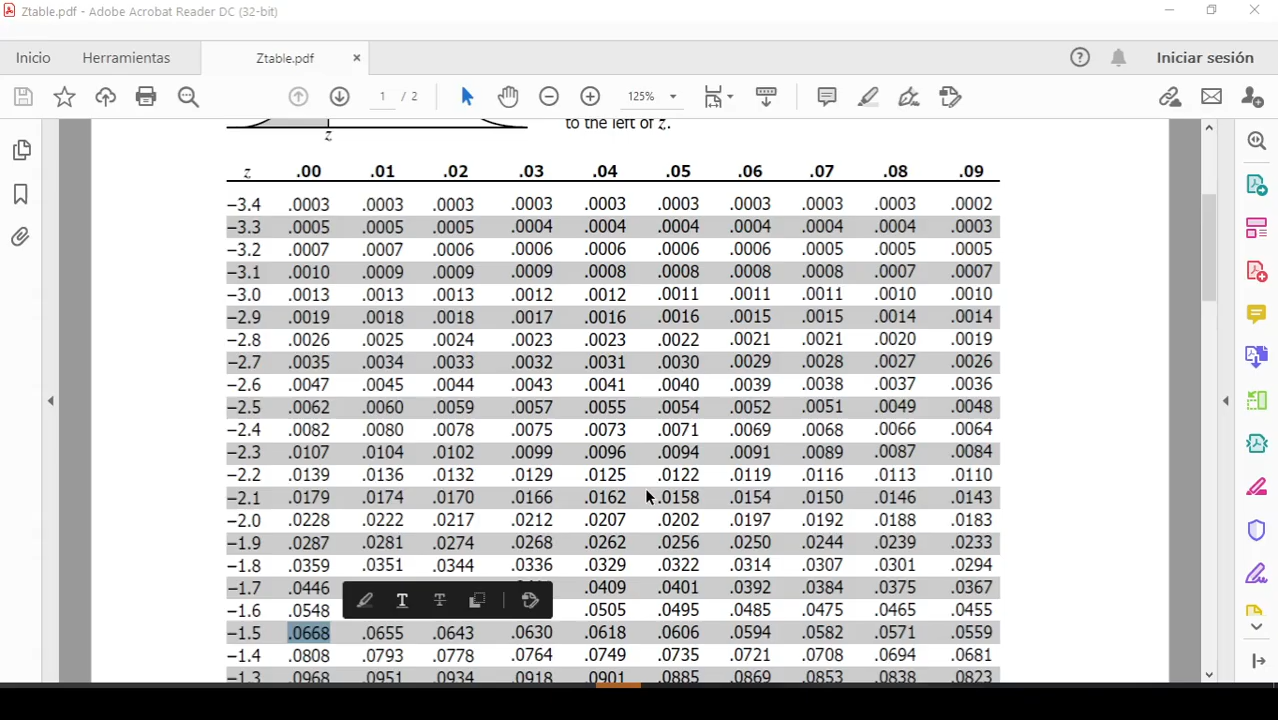 Ztable.pdf - Adobe Acrobat Reader DC (32-bit)
Inicio Herramientas Ztable.pdf × Iniciar sesión
1 / 2 125%
z to the left of z.
z .00 .01 .02 .03 .04 .05 .06 .07 .08 .09
−3.4 .0003 .0003 .0003 .0003 .0003 .0003 .0003 .0003 .0003 .0002
−3.3 .0005 .0005 .0005 .0004 .0004 .0004 .0004 .0004 .0004 .0003
−3.2 .0007 .0007 .0006 .0006 .0006 .0006 .0006 .0005 .0005 .0005
−3.1 .0010 .0009 .0009 .0009 .0008 .0008 .0008 .0008 .0007 .0007
−3.0 .0013 .0013 .0013 .0012 .0012 .0011 .0011 .0011 .0010 .0010
−2.9 .0019 .0018 .0018 .0017 .0016 .0016 .0015 .0015 .0014 .0014
−2.8 .0026 .0025 .0024 .0023 .0023 .0022 .0021 .0021 .0020 .0019
−2.7 .0035 .0034 .0033 .0032 .0031 .0030 .0029 .0028 .0027 .0026
−2.6 .0047 .0045 .0044 .0043 .0041 .0040 .0039 .0038 .0037 .0036
−2.5 .0062 .0060 .0059 .0057 .0055 .0054 .0052 .0051 .0049 .0048
−2.4 .0082 .0080 .0078 .0075 .0073 .0071 .0069 .0068 .0066 .0064
−2.3 .0107 .0104 .0102 .0099 .0096 .0094 .0091 .0089 .0087 .0084
−2.2 .0139 .0136 .0132 .0129 .0125 .0122 .0119 .0116 .0113 .0110
−2.1 .0179 .0174 .0170 .0166 .0162 .0158 .0154 .0150 .0146 .0143
−2.0 .0228 .0222 .0217 .0212 .0207 .0202 .0197 .0192 .0188 .0183
−1.9 .0287 .0281 .0274 .0268 .0262 .0256 .0250 .0244 .0239 .0233
−1.8 .0359 .0351 .0344 .0336 .0329 .0322 .0314 .0307 .0301 .0294
−1.7 .0446 .0409 .0401 .0392 .0384 .0375 .0367
−1.6 .0548 .0505 .0495 .0485 .0475 .0465 .0455
−1.5 .0668 .0655 .0643 .0630 .0618 .0606 .0594 .0582 .0571 .0559
−1.4 .0808 .0793 .0778 .0764 .0749 .0735 .0721 .0708 .0694 .0681
−1.3 .0968 .0951 .0934 .0918 .0901 .0885 .0869 .0853 .0838 .0823